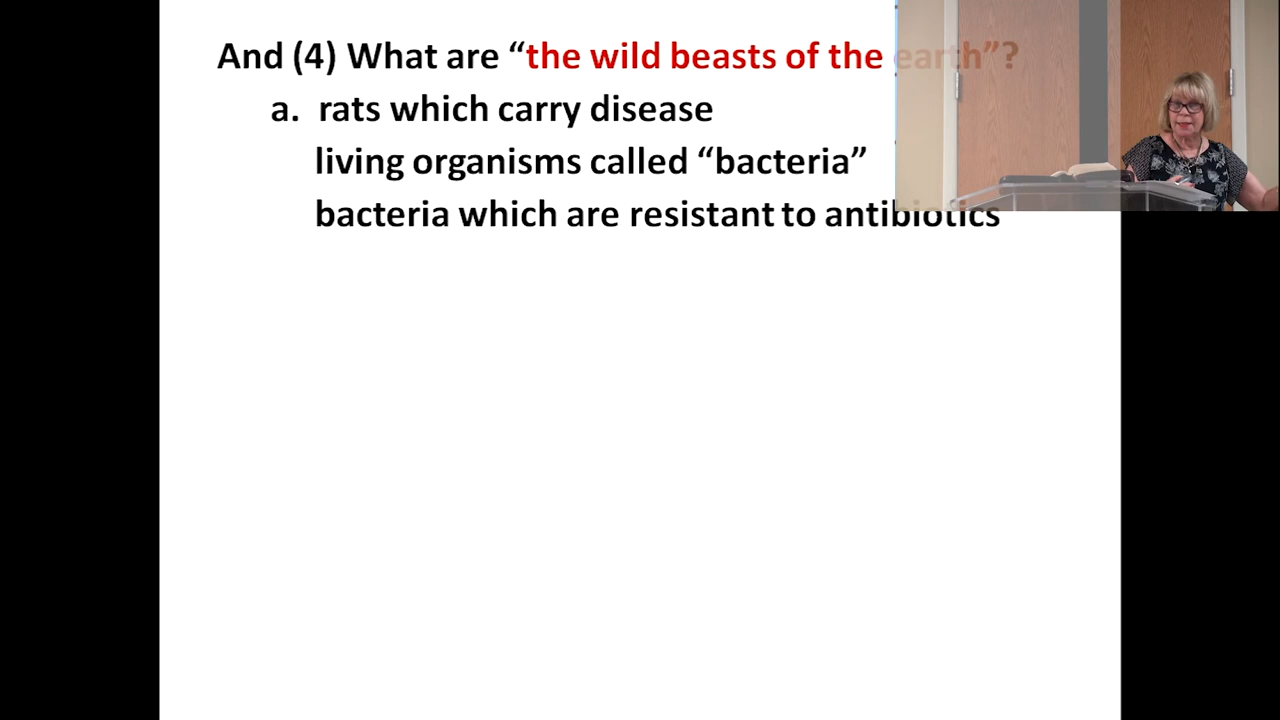 And (4) What are “the wild beasts of the earth”?
a. rats which carry disease
living organisms called “bacteria”
bacteria which are resistant to antibiotics